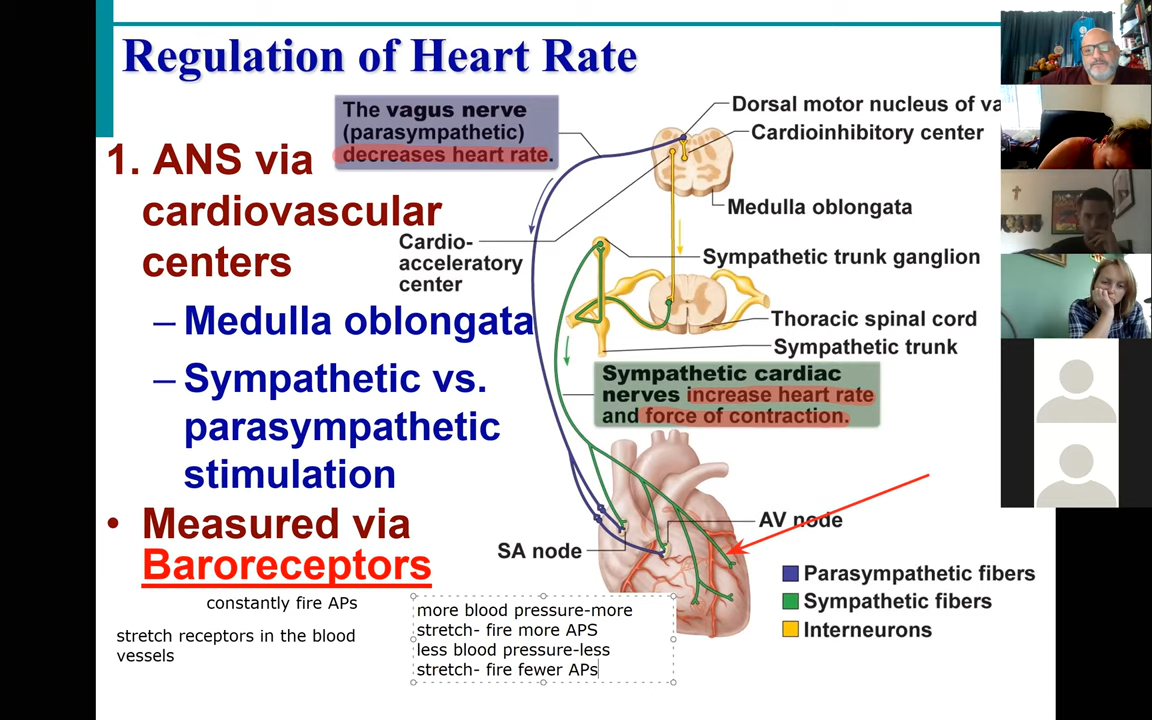 Regulation of Heart Rate
The vagus nerve
(parasympathetic)
decreases heart rate.
1. ANS via
cardiovascular
centers
– Medulla oblongata
– Sympathetic vs.
parasympathetic
stimulation
• Measured via
Baroreceptors
constantly fire APs
stretch receptors in the blood
vessels
more blood pressure-more
stretch- fire more APS
less blood pressure-less
stretch- fire fewer APs
Dorsal motor nucleus of va
Cardioinhibitory center
Medulla oblongata
Cardio-
acceleratory
center
Sympathetic trunk ganglion
Thoracic spinal cord
Sympathetic trunk
Sympathetic cardiac
nerves increase heart rate
and force of contraction.
AV node
SA node
Parasympathetic fibers
Sympathetic fibers
Interneurons